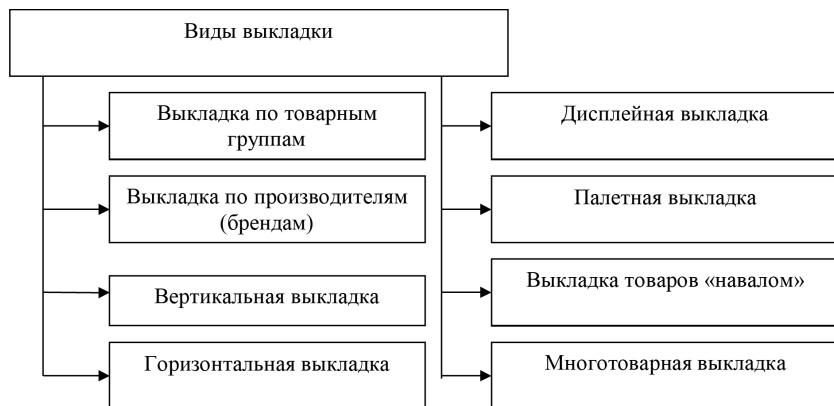 Виды выкладки
Выкладка по товарным
группам
Выкладка по производителям
(брендам)
Вертикальная выкладка
Горизонтальная выкладка
Дисплейная выкладка
Палетная выкладка
Выкладка товаров «навалом»
Многотоварная выкладка